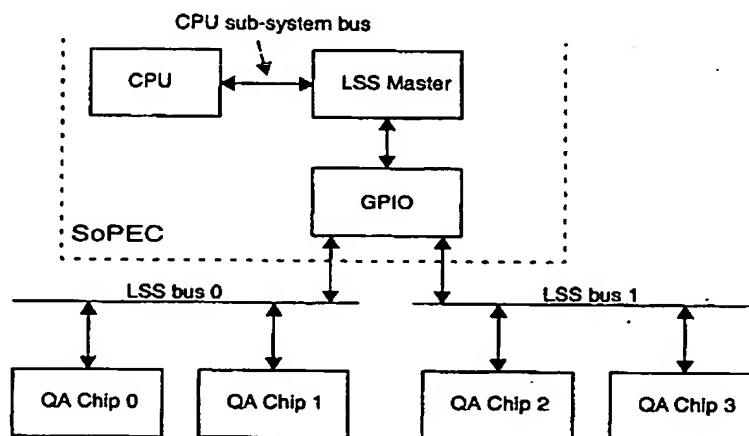 CPU sub-system bus
CPU
LSS Master
GPIO
SoPEC
LSS bus 0
LSS bus 1
QA Chip 0
QA Chip 1
QA Chip 2
QA Chip 3